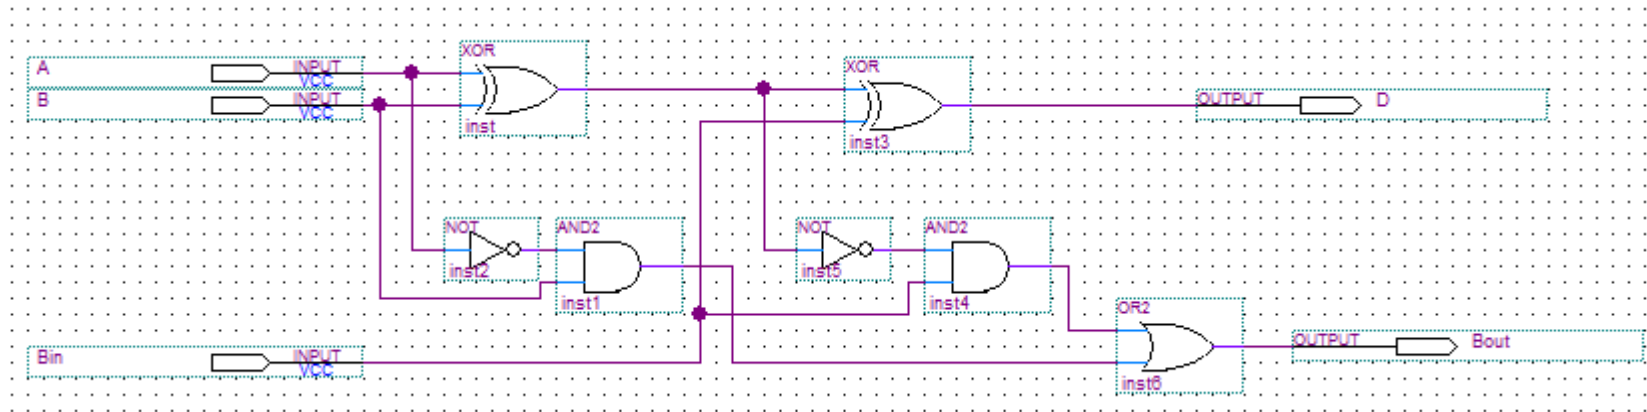 A
INPUT
VCC
B
INPUT
VCC
XOR
inst
XOR
inst3
OUTPUT
D
NOT
inst2
AND2
inst1
NOT
inst5
AND2
inst4
OR2
inst6
OUTPUT
Bout
Bin
INPUT
VCC